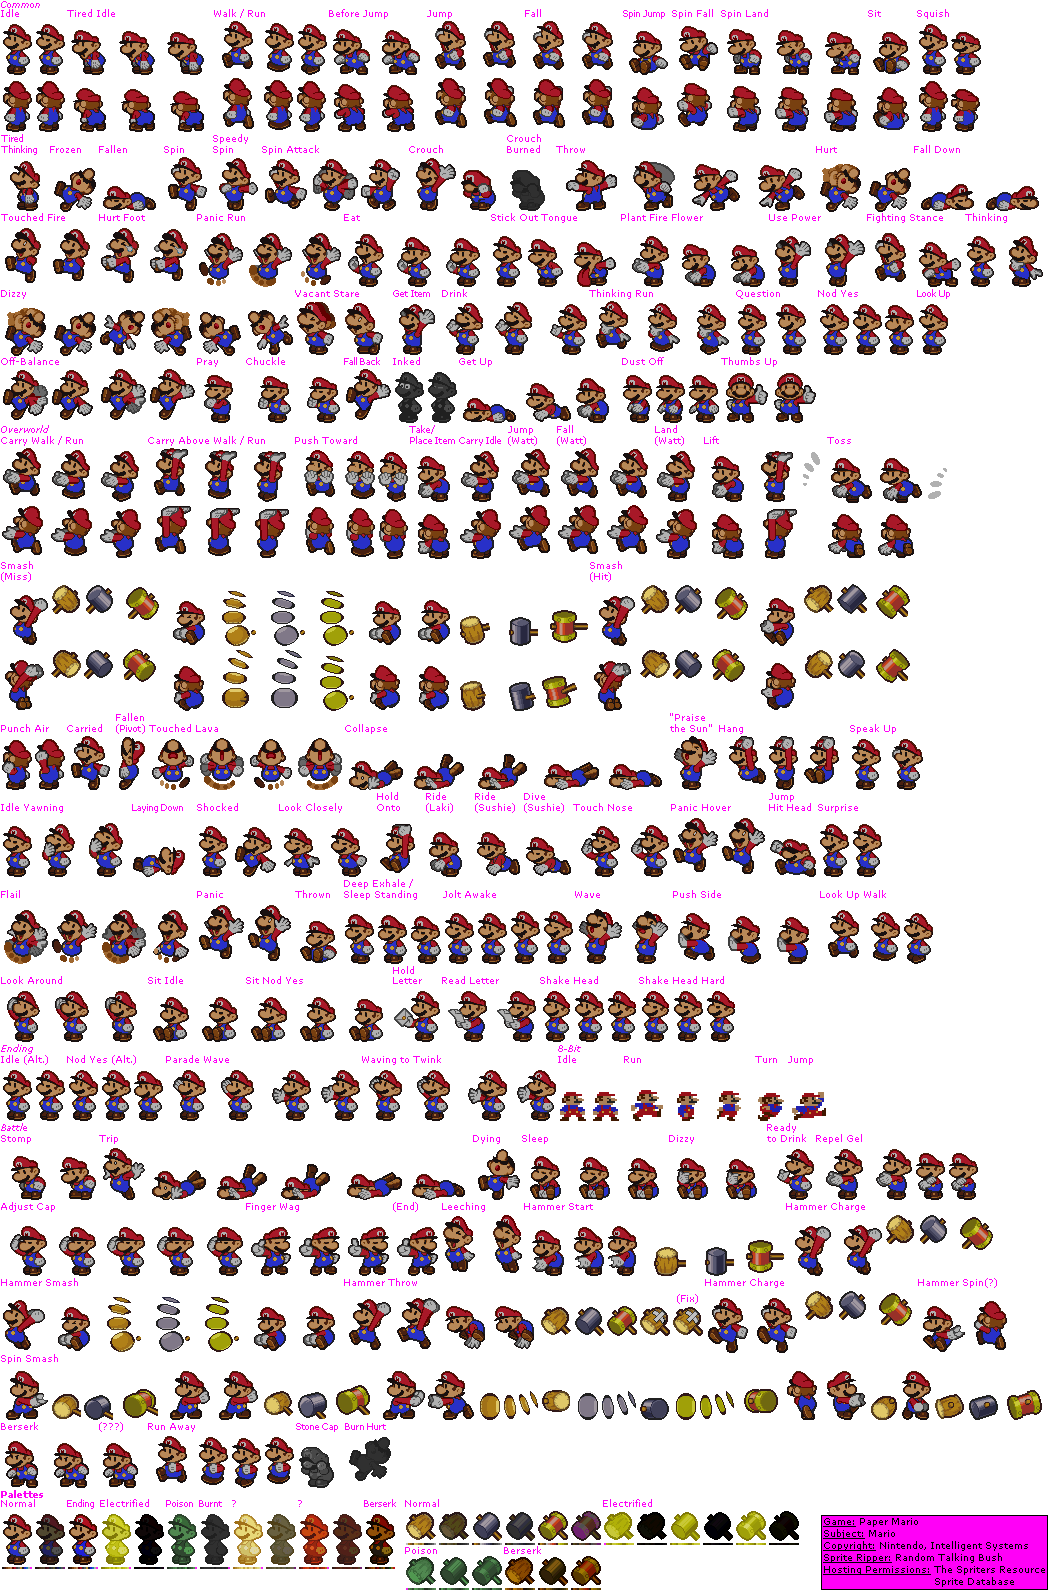 Common
Idle Tired Idle Walk / Run Before Jump Jump Fall Spin Jump Spin Fall Spin Land Sit Squish
Tired Thinking Frozen Fallen Spin Speedy Spin Spin Attack Crouch Crouch Burned Throw Hurt Fall Down
Touched Fire Hurt Foot Panic Run Eat Stick Out Tongue Plant Fire Flower Use Power Fighting Stance Thinking
Dizzy Vacant Stare Get Item Drink Thinking Run Question Nod Yes Look Up
Off-Balance Pray Chuckle Fall Back Inked Get Up Dust Off Thumbs Up
Overworld
Carry Walk / Run Carry Above Walk / Run Push Toward Take/ Place Item Carry Idle Jump (Watt) Fall (Watt) Land (Watt) Lift Toss
Smash (Miss) Smash (Hit)
Punch Air Carried Fallen (Pivot) Touched Lava Collapse "Praise the Sun" Hang Speak Up
Idle Yawning Laying Down Shocked Look Closely Hold Onto Ride (Laki) Ride (Sushie) Dive (Sushie) Touch Nose Panic Hover Jump Hit Head Surprise
Flail Panic Thrown Deep Exhale / Sleep Standing Jolt Awake Wave Push Side Look Up Walk
Look Around Sit Idle Sit Nod Yes Hold Letter Read Letter Shake Head Shake Head Hard
Ending
Idle (Alt.) Nod Yes (Alt.) Parade Wave Waving to Twink
8-Bit
Idle Run Turn Jump
Battle
Stomp Trip Dying Sleep Dizzy Ready to Drink Repel Gel
Adjust Cap Finger Wag (End) Leeching Hammer Start Hammer Charge
Hammer Smash Hammer Throw (Fix) Hammer Charge Hammer Spin(?)
Spin Smash
Berserk (???) Run Away Stone Cap Burn Hurt
Palettes
Normal Ending Electrified Poison Burnt ? ? Berserk Normal Electrified
Poison Berserk
Game: Paper Mario
Subject: Mario
Copyright: Nintendo, Intelligent Systems
Sprite Ripper: Random Talking Bush
Hosting Permissions: The Spriters Resource
Sprite Database